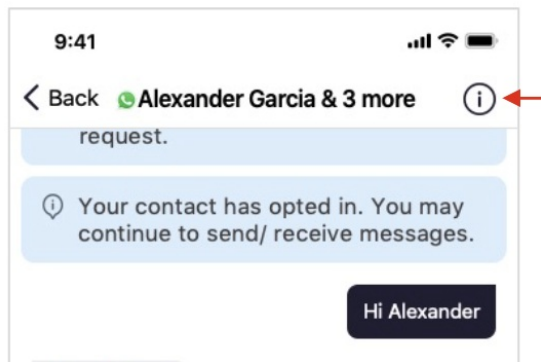 9:41
Back Alexander Garcia & 3 more
request.
Your contact has opted in. You may
continue to send/ receive messages.
Hi Alexander